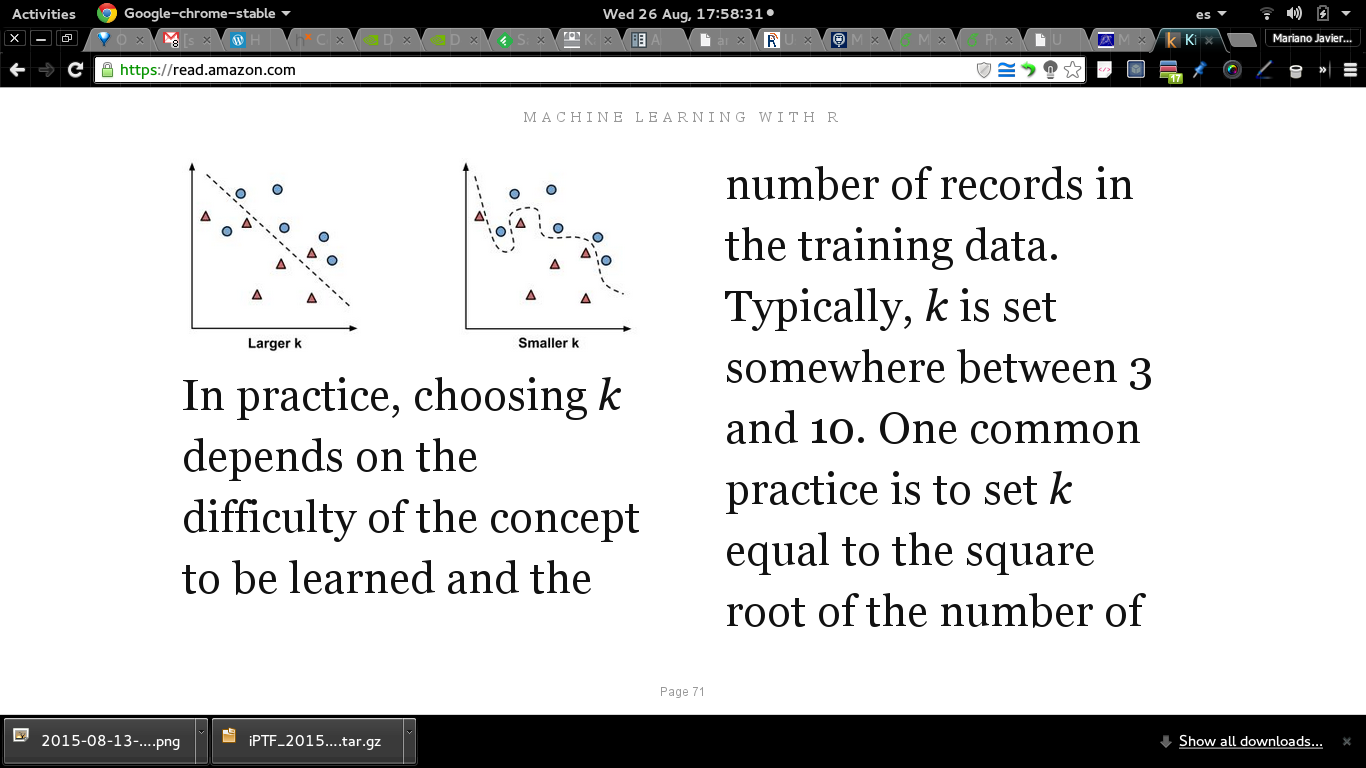 Activities
Google-chrome-stable
Wed 26 Aug, 17:58:31
es
8
Mariano Javier...
https://read.amazon.com
17
MACHINE LEARNING WITH R
Larger k
Smaller k
In practice, choosing k
depends on the
difficulty of the concept
to be learned and the
number of records in
the training data.
Typically, k is set
somewhere between 3
and 10. One common
practice is to set k
equal to the square
root of the number of
Page 71
2015-08-13-....png
iPTF_2015....tar.gz
Show all downloads...